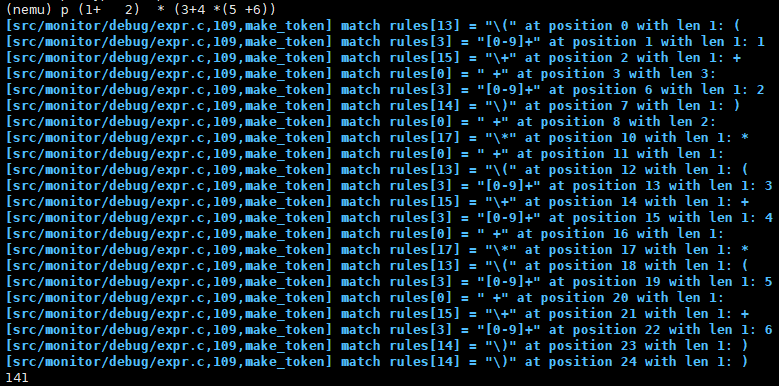 (nemu) p (1+   2)  * (3+4 *(5 +6))
[src/monitor/debug/expr.c,109,make_token] match rules[13] = "\(" at position 0 with len 1: (
[src/monitor/debug/expr.c,109,make_token] match rules[3] = "[0-9]+" at position 1 with len 1: 1
[src/monitor/debug/expr.c,109,make_token] match rules[15] = "\+" at position 2 with len 1: +
[src/monitor/debug/expr.c,109,make_token] match rules[0] = " +" at position 3 with len 3:
[src/monitor/debug/expr.c,109,make_token] match rules[3] = "[0-9]+" at position 6 with len 1: 2
[src/monitor/debug/expr.c,109,make_token] match rules[14] = "\)" at position 7 with len 1: )
[src/monitor/debug/expr.c,109,make_token] match rules[0] = " +" at position 8 with len 2:
[src/monitor/debug/expr.c,109,make_token] match rules[17] = "\*" at position 10 with len 1: *
[src/monitor/debug/expr.c,109,make_token] match rules[0] = " +" at position 11 with len 1:
[src/monitor/debug/expr.c,109,make_token] match rules[13] = "\(" at position 12 with len 1: (
[src/monitor/debug/expr.c,109,make_token] match rules[3] = "[0-9]+" at position 13 with len 1: 3
[src/monitor/debug/expr.c,109,make_token] match rules[15] = "\+" at position 14 with len 1: +
[src/monitor/debug/expr.c,109,make_token] match rules[3] = "[0-9]+" at position 15 with len 1: 4
[src/monitor/debug/expr.c,109,make_token] match rules[0] = " +" at position 16 with len 1:
[src/monitor/debug/expr.c,109,make_token] match rules[17] = "\*" at position 17 with len 1: *
[src/monitor/debug/expr.c,109,make_token] match rules[13] = "\(" at position 18 with len 1: (
[src/monitor/debug/expr.c,109,make_token] match rules[3] = "[0-9]+" at position 19 with len 1: 5
[src/monitor/debug/expr.c,109,make_token] match rules[0] = " +" at position 20 with len 1:
[src/monitor/debug/expr.c,109,make_token] match rules[15] = "\+" at position 21 with len 1: +
[src/monitor/debug/expr.c,109,make_token] match rules[3] = "[0-9]+" at position 22 with len 1: 6
[src/monitor/debug/expr.c,109,make_token] match rules[14] = "\)" at position 23 with len 1: )
[src/monitor/debug/expr.c,109,make_token] match rules[14] = "\)" at position 24 with len 1: )
141